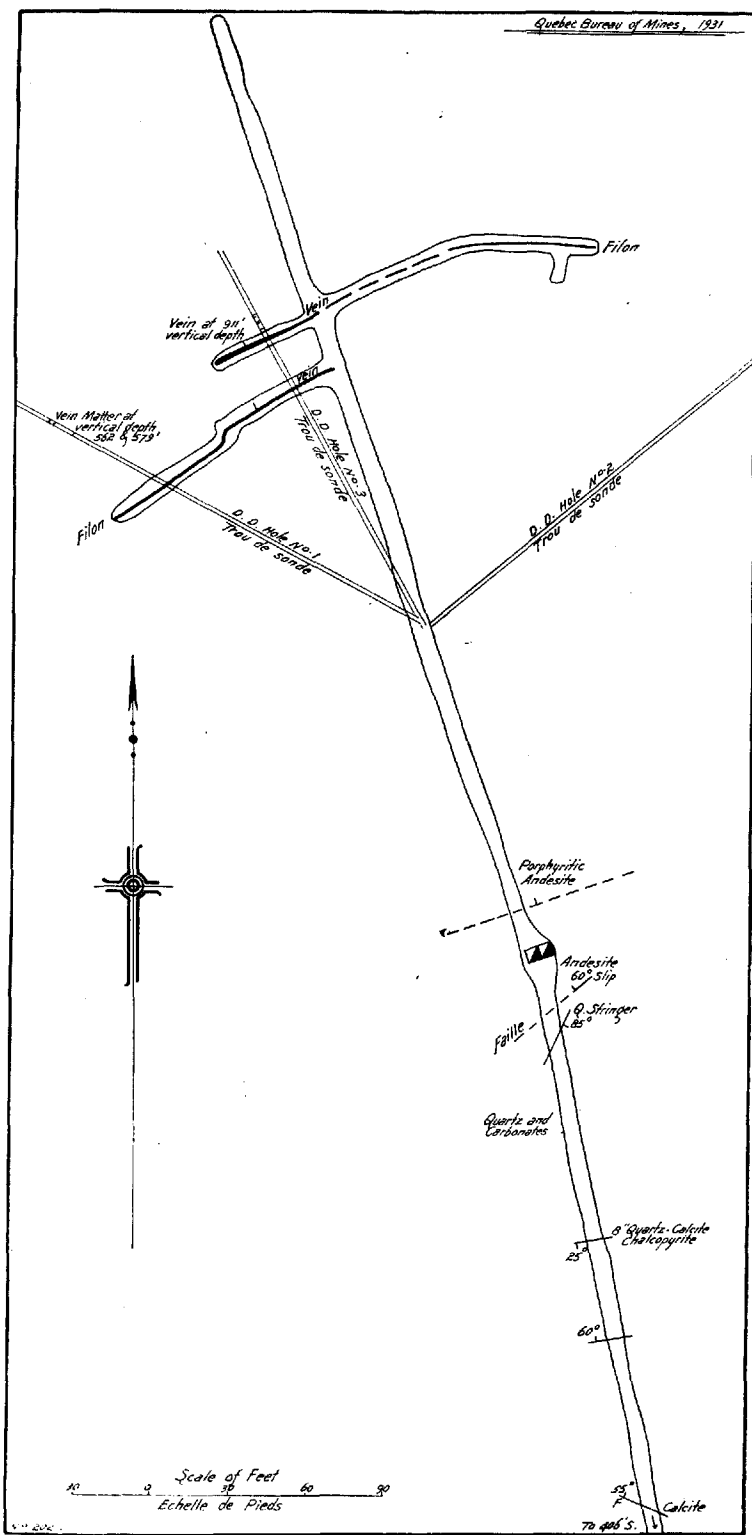 Quebec Bureau of Mines, 1931
Filon
Vein
Vein at 911'
vertical depth
Vein
Vein Matter at
vertical depth
562 & 579'
D. D. Hole No. 3
Trou de sonde
D. D. Hole No. 2
Trou de sonde
D. D. Hole No. 1
Trou de sonde
Filon
Porphyritic
Andesite
Andesite
60° Slip
Q. Stringer
85°
Faille
Quartz and
Carbonates
8" Quartz-Calcite
Chalcopyrite
25°
60°
Scale of Feet
30 0 30 60 90
Echelle de Pieds
55°
F
Calcite
To 406' S.